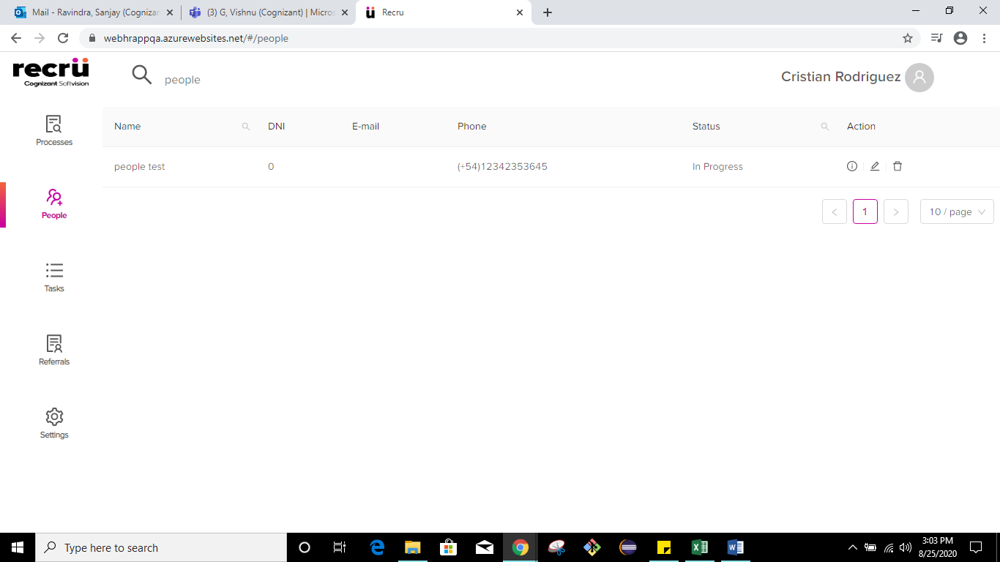 Mail - Ravindra, Sanjay (Cognizan
(3) G, Vishnu (Cognizant) | Micros
Recru
webhrappqa.azurewebsites.net/#/people
recrü
Cognizant Softvision
people
Cristian Rodriguez
Processes
People
Tasks
Referrals
Settings
Name DNI E-mail Phone Status Action
people test 0 (+54)12342353645 In Progress
< 1 > 10 / page
Type here to search
3:03 PM
8/25/2020